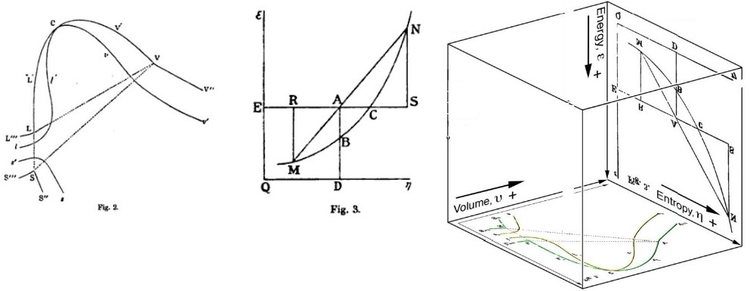 C
V'
V
V''
L'
l'
v
L
L'''
l
s'
S'''
S
S''
s
v'
Fig. 2.
ε
N
E
R
A
C
S
B
M
Q
D
η
Fig. 3.
Energy, ε +
Volume, υ +
Entropy, η +